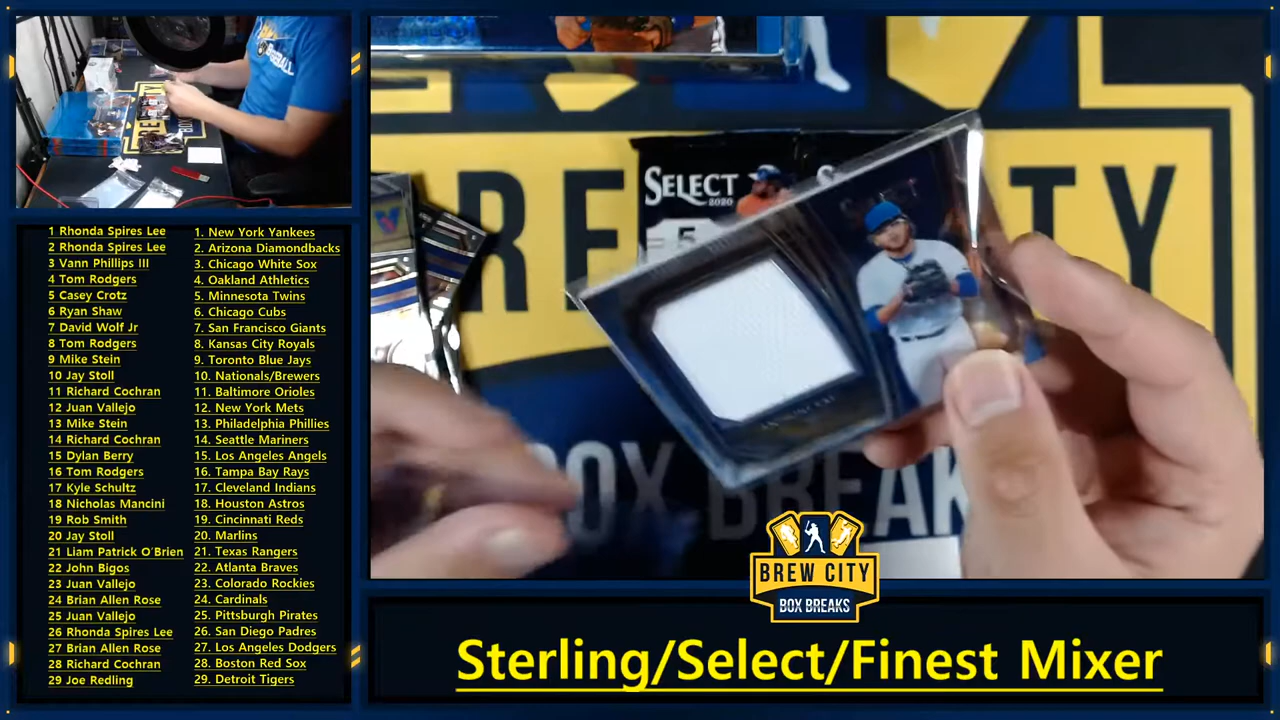 1 Rhonda Spires Lee 1. New York Yankees
2 Rhonda Spires Lee 2. Arizona Diamondbacks
3 Vann Phillips III 3. Chicago White Sox
4 Tom Rodgers 4. Oakland Athletics
5 Casey Crotz 5. Minnesota Twins
6 Ryan Shaw 6. Chicago Cubs
7 David Wolf Jr 7. San Francisco Giants
8 Tom Rodgers 8. Kansas City Royals
9 Mike Stein 9. Toronto Blue Jays
10 Jay Stoll 10. Nationals/Brewers
11 Richard Cochran 11. Baltimore Orioles
12 Juan Vallejo 12. New York Mets
13 Mike Stein 13. Philadelphia Phillies
14 Richard Cochran 14. Seattle Mariners
15 Dylan Berry 15. Los Angeles Angels
16 Tom Rodgers 16. Tampa Bay Rays
17 Kyle Schultz 17. Cleveland Indians
18 Nicholas Mancini 18. Houston Astros
19 Rob Smith 19. Cincinnati Reds
20 Jay Stoll 20. Marlins
21 Liam Patrick O'Brien 21. Texas Rangers
22 John Bigos 22. Atlanta Braves
23 Juan Vallejo 23. Colorado Rockies
24 Brian Allen Rose 24. Cardinals
25 Juan Vallejo 25. Pittsburgh Pirates
26 Rhonda Spires Lee 26. San Diego Padres
27 Brian Allen Rose 27. Los Angeles Dodgers
28 Richard Cochran 28. Boston Red Sox
29 Joe Redling 29. Detroit Tigers
BRE TY
SELECT
2020
5
BOX BREAK
BREW CITY
BOX BREAKS
Sterling/Select/Finest Mixer